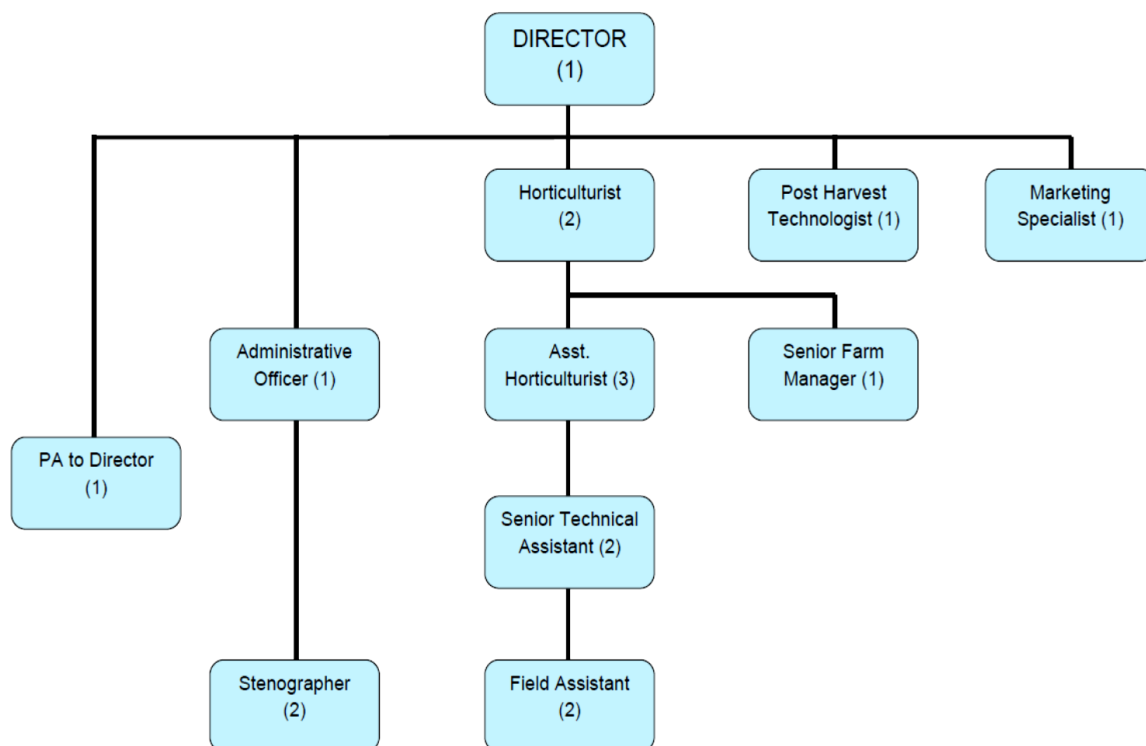 DIRECTOR
(1)
Horticulturist
(2)
Post Harvest
Technologist (1)
Marketing
Specialist (1)
Administrative
Officer (1)
Asst.
Horticulturist (3)
Senior Farm
Manager (1)
PA to Director
(1)
Senior Technical
Assistant (2)
Stenographer
(2)
Field Assistant
(2)